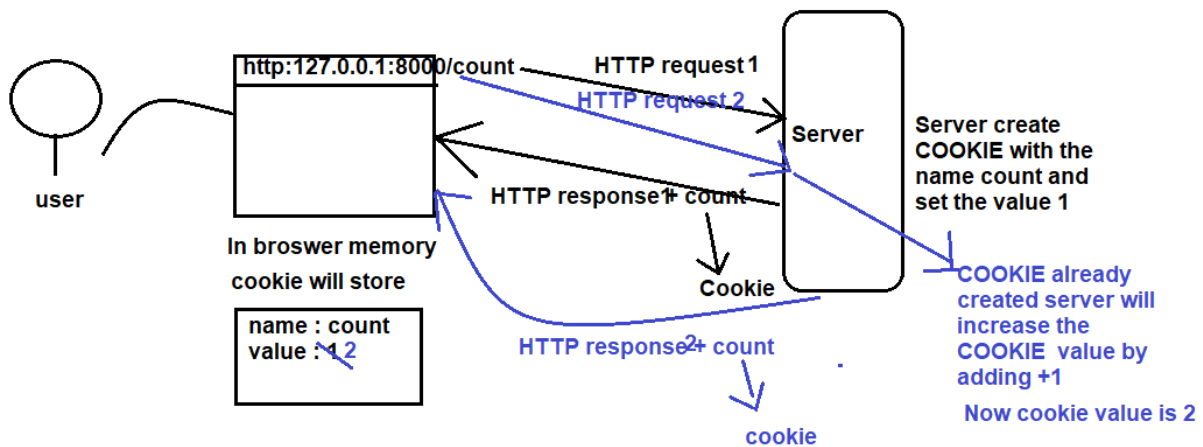 http:127.0.0.1:8000/count
HTTP request 1
HTTP request 2
Server
Server create
COOKIE with the
name count and
set the value 1
user
HTTP response1+ count
In broswer memory
cookie will store
Cookie
COOKIE already
created server will
increase the
COOKIE value by
adding +1
Now cookie value is 2
name : count
value : 1 2
HTTP response2+ count
cookie